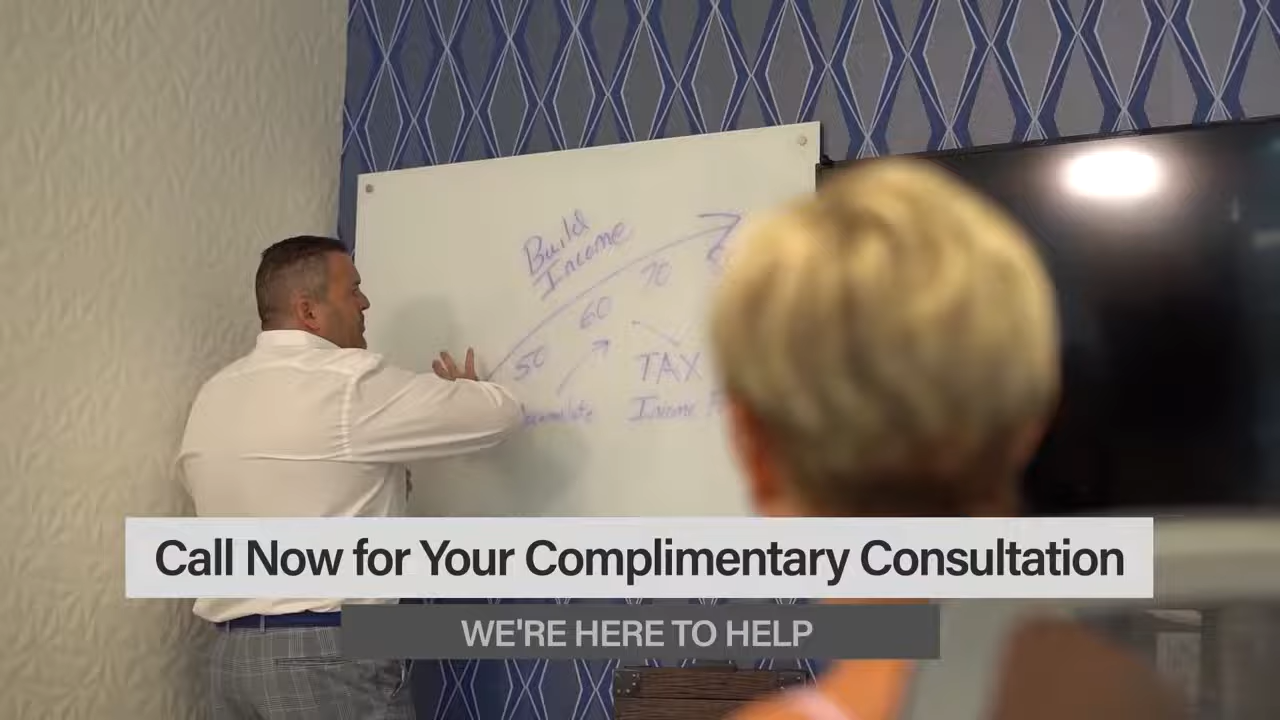 Build
Income
70
60
50
TAX
Income
Call Now for Your Complimentary Consultation
WE'RE HERE TO HELP